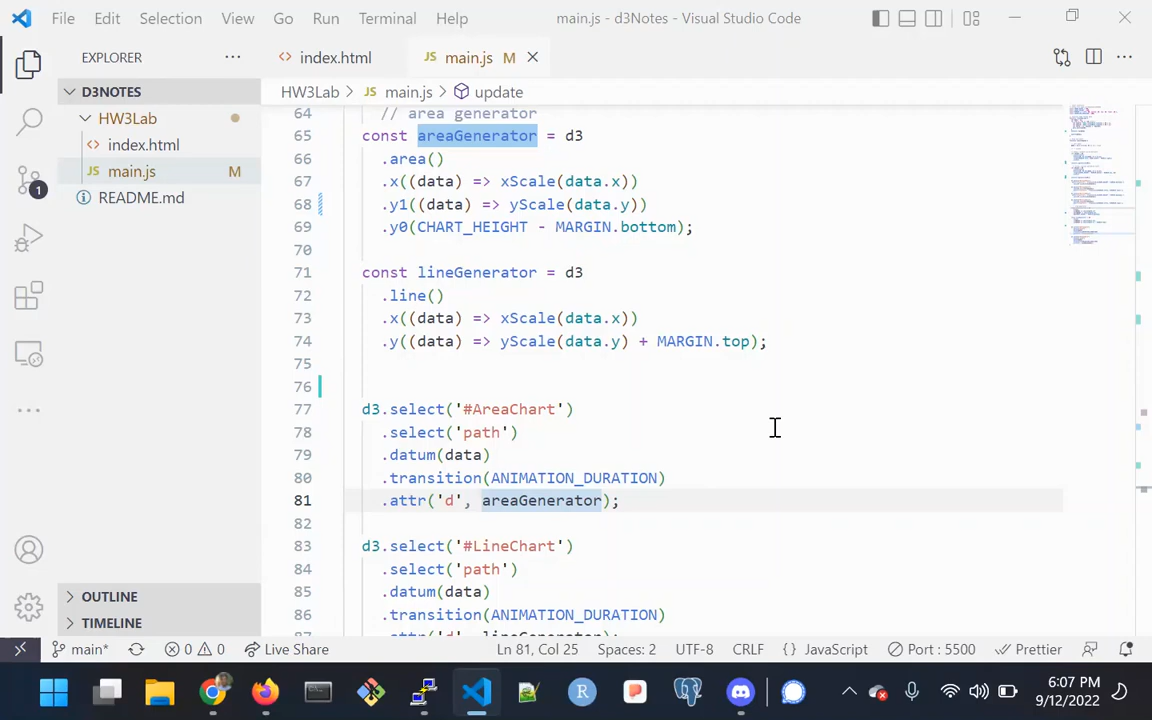 File Edit Selection View Go Run Terminal Help main.js - d3Notes - Visual Studio Code
EXPLORER
index.html
main.js M
D3NOTES
HW3Lab > main.js > update
HW3Lab
index.html
main.js M
README.md
OUTLINE
TIMELINE
1
64 // area generator
65 const areaGenerator = d3
66 .area()
67 .x((data) => xScale(data.x))
68 .y1((data) => yScale(data.y))
69 .y0(CHART_HEIGHT - MARGIN.bottom);
70
71 const lineGenerator = d3
72 .line()
73 .x((data) => xScale(data.x))
74 .y((data) => yScale(data.y) + MARGIN.top);
75
76
77 d3.select('#AreaChart')
78 .select('path')
79 .datum(data)
80 .transition(ANIMATION_DURATION)
81 .attr('d', areaGenerator);
82
83 d3.select('#LineChart')
84 .select('path')
85 .datum(data)
86 .transition(ANIMATION_DURATION)
87 .attr('d', lineGenerator);
main* 0 0 Live Share Ln 81, Col 25 Spaces: 2 UTF-8 CRLF {} JavaScript Port : 5500 Prettier
6:07 PM
9/12/2022